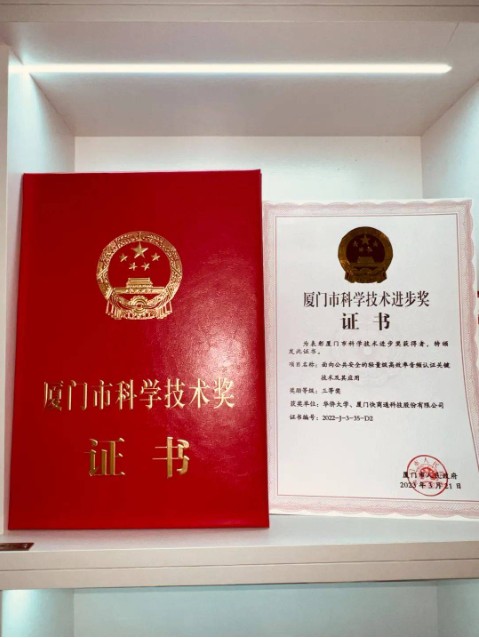 厦门市科学技术奖
证书
厦门市科学技术进步奖
证书
为表彰厦门市科学技术进步奖获得者，特颁
发此证书。
项目名称：面向公共安全的轻量级高效率音频认证关键
技术及其应用
奖励等级：三等奖
获奖单位：华侨大学、厦门快商通科技股份有限公司
证书编号：2022-J-3-35-D2
厦门市人民政府
2023年3月21日